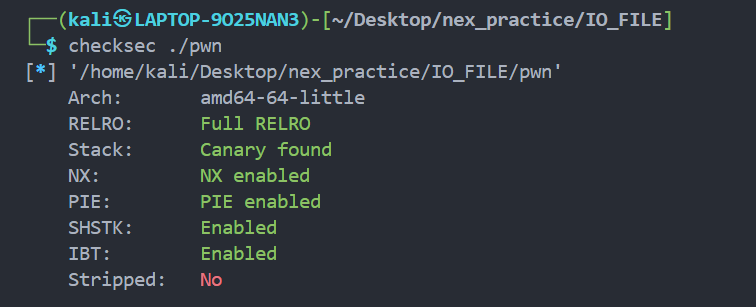 ┌──(kali㉿LAPTOP-9O25NAN3)-[~/Desktop/nex_practice/IO_FILE]
└─$ checksec ./pwn
[*] '/home/kali/Desktop/nex_practice/IO_FILE/pwn'
Arch: amd64-64-little
RELRO: Full RELRO
Stack: Canary found
NX: NX enabled
PIE: PIE enabled
SHSTK: Enabled
IBT: Enabled
Stripped: No